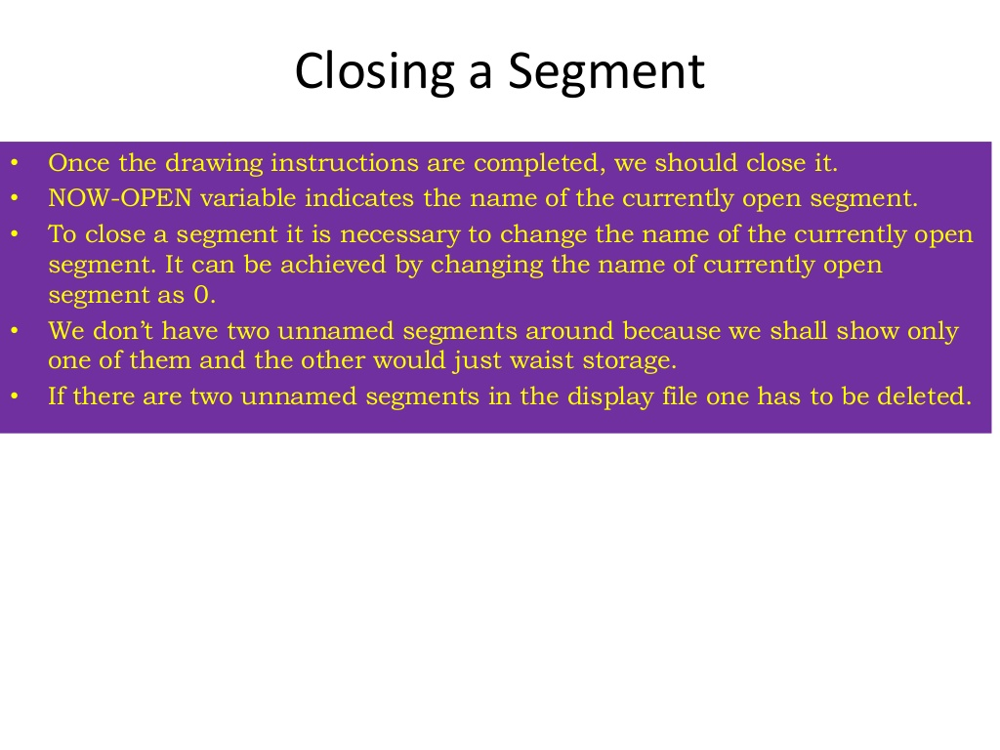 Closing a Segment
• Once the drawing instructions are completed, we should close it.
• NOW-OPEN variable indicates the name of the currently open segment.
• To close a segment it is necessary to change the name of the currently open
segment. It can be achieved by changing the name of currently open
segment as 0.
• We don’t have two unnamed segments around because we shall show only
one of them and the other would just waist storage.
• If there are two unnamed segments in the display file one has to be deleted.